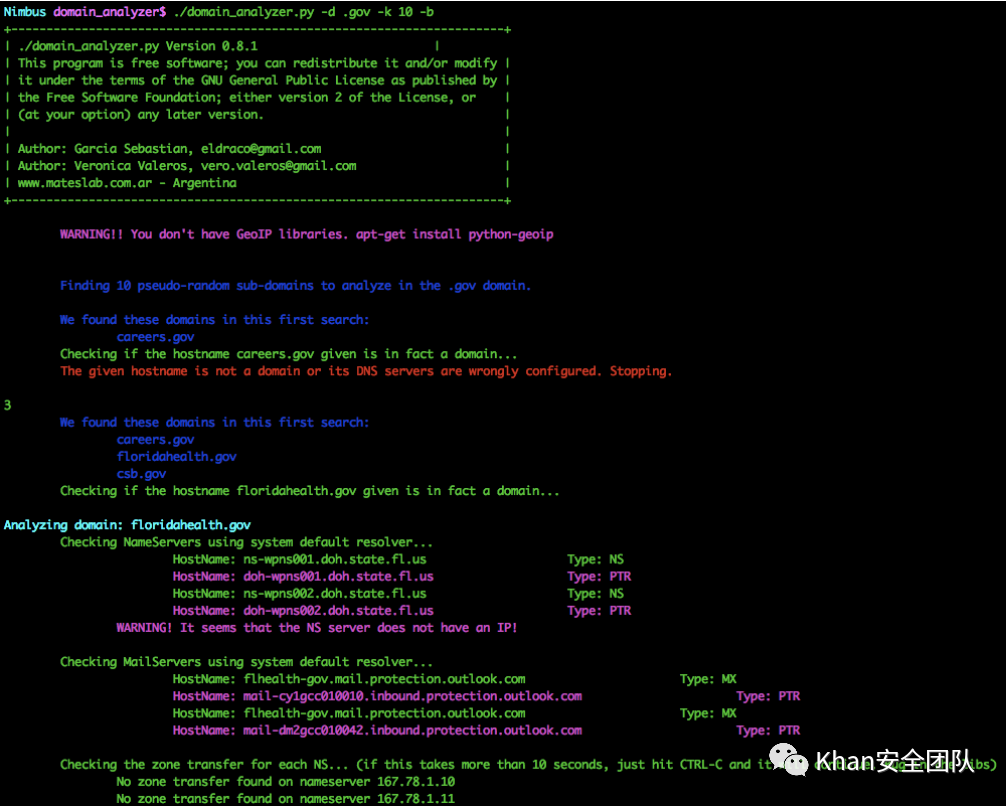 Nimbus domain_analyzer$ ./domain_analyzer.py -d .gov -k 10 -b
+----------------------------------------------------------------------+
| ./domain_analyzer.py Version 0.8.1 |
| This program is free software; you can redistribute it and/or modify |
| it under the terms of the GNU General Public License as published by |
| the Free Software Foundation; either version 2 of the License, or |
| (at your option) any later version. |
| |
| Author: Garcia Sebastian, eldraco@gmail.com |
| Author: Veronica Valeros, vero.valeros@gmail.com |
| www.mateslab.com.ar - Argentina |
+----------------------------------------------------------------------+
WARNING!! You don't have GeoIP libraries. apt-get install python-geoip
Finding 10 pseudo-random sub-domains to analyze in the .gov domain.
We found these domains in this first search:
careers.gov
Checking if the hostname careers.gov given is in fact a domain...
The given hostname is not a domain or its DNS servers are wrongly configured. Stopping.
3
We found these domains in this first search:
careers.gov
floridahealth.gov
csb.gov
Checking if the hostname floridahealth.gov given is in fact a domain...
Analyzing domain: floridahealth.gov
Checking NameServers using system default resolver...
HostName: ns-wpns001.doh.state.fl.us Type: NS
HostName: doh-wpns001.doh.state.fl.us Type: PTR
HostName: ns-wpns002.doh.state.fl.us Type: NS
HostName: doh-wpns002.doh.state.fl.us Type: PTR
WARNING! It seems that the NS server does not have an IP!
Checking MailServers using system default resolver...
HostName: flhealth-gov.mail.protection.outlook.com Type: MX
HostName: mail-cy1gcc010010.inbound.protection.outlook.com Type: PTR
HostName: flhealth-gov.mail.protection.outlook.com Type: MX
HostName: mail-dm2gcc010042.inbound.protection.outlook.com Type: PTR
Checking the zone transfer for each NS... (if this takes more than 10 seconds, just hit CTRL-C and it
No zone transfer found on nameserver 167.78.1.10
No zone transfer found on nameserver 167.78.1.11
Khan安全团队